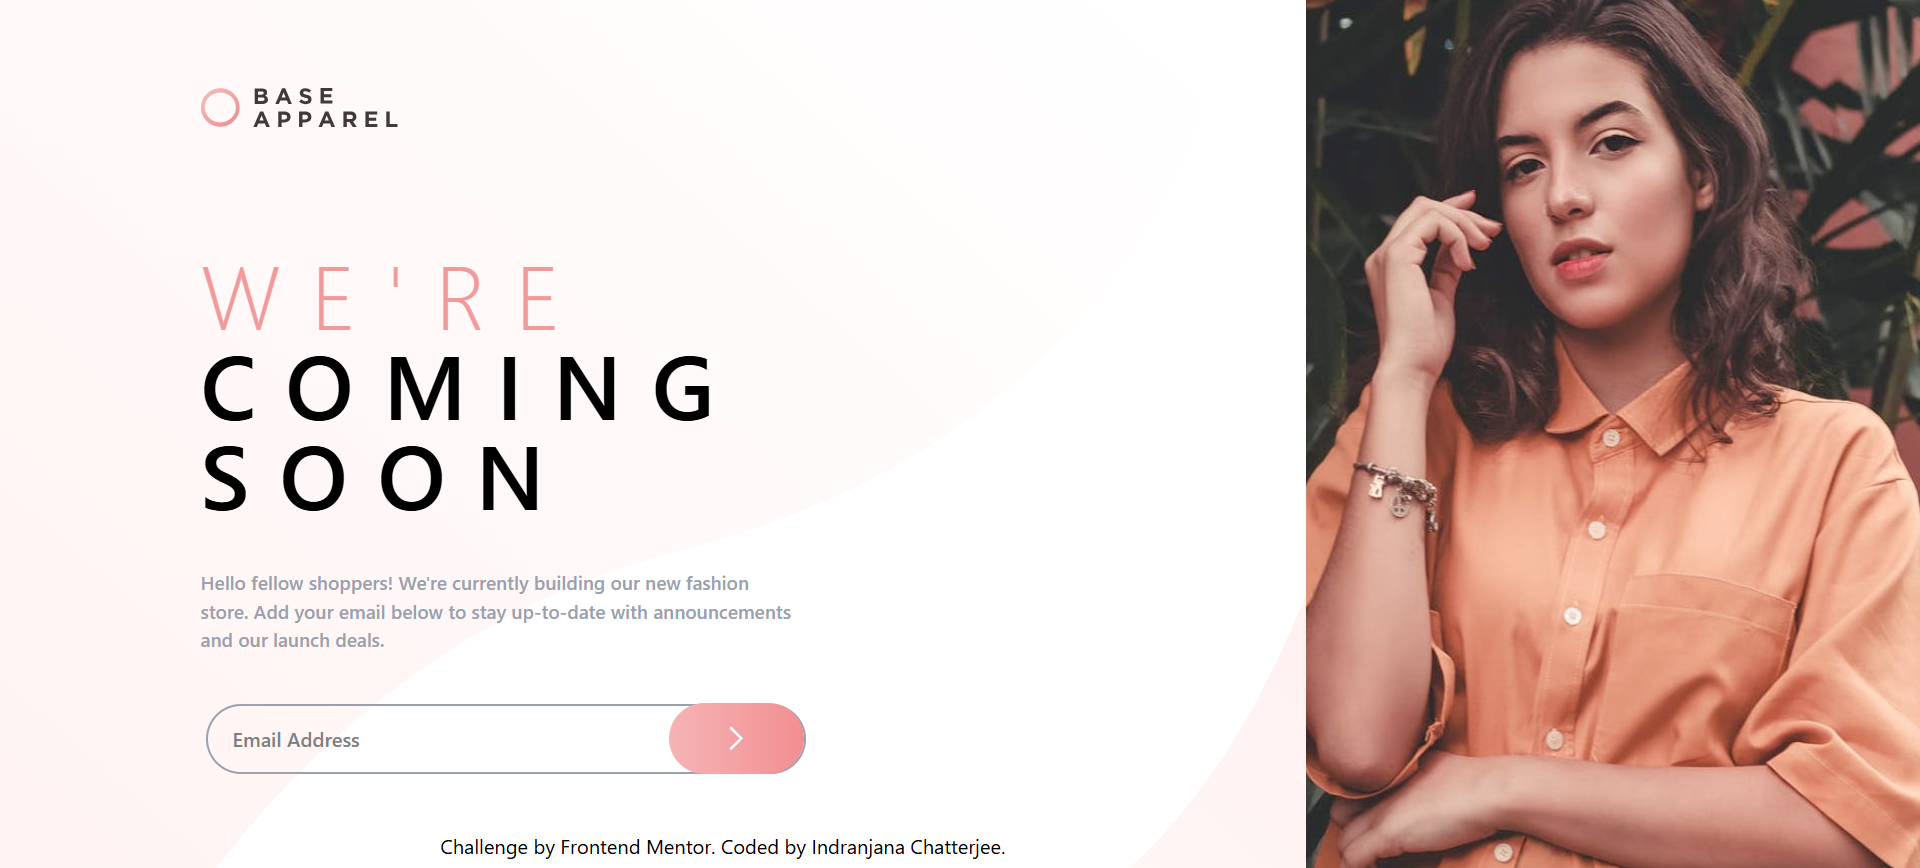 BASE
APPAREL
WE'RE
COMING
SOON
Hello fellow shoppers! We're currently building our new fashion
store. Add your email below to stay up-to-date with announcements
and our launch deals.
Email Address
Challenge by Frontend Mentor. Coded by Indranjana Chatterjee.